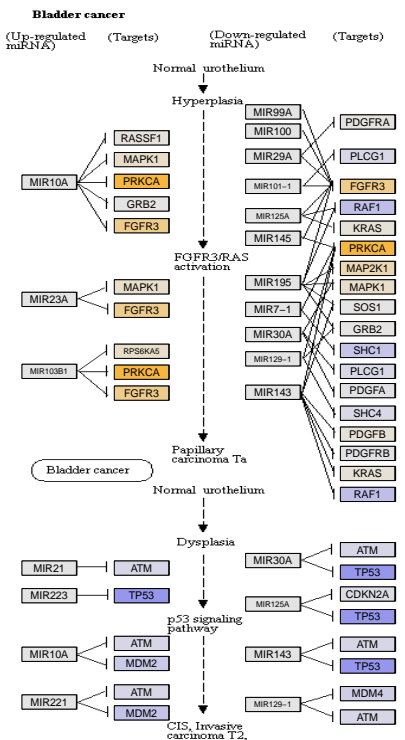 Bladder cancer
(Up-regulated
miRNA)
(Targets)
(Down-regulated
miRNA)
(Targets)
Normal urothelium
Hyperplasia
MIR10A
RASSF1
MAPK1
PRKCA
GRB2
FGFR3
FGFR3/RAS
activation
MIR23A
MAPK1
FGFR3
MIR103B1
RPS6KA5
PRKCA
FGFR3
Papillary
carcinoma Ta
MIR99A
MIR100
MIR29A
MIR101-1
MIR125A
MIR145
MIR195
MIR7-1
MIR30A
MIR129-1
MIR143
PDGFRA
PLCG1
FGFR3
RAF1
KRAS
PRKCA
MAP2K1
MAPK1
SOS1
GRB2
SHC1
PLCG1
PDGFA
SHC4
PDGFB
PDGFRB
KRAS
RAF1
Bladder cancer
Normal urothelium
Dysplasia
MIR21
ATM
MIR223
TP53
p53 signaling
pathway
MIR10A
ATM
MDM2
MIR221
ATM
MDM2
CIS, Invasive
carcinoma T2,
MIR30A
ATM
TP53
MIR125A
CDKN2A
TP53
MIR143
ATM
TP53
MIR129-1
MDM4
ATM